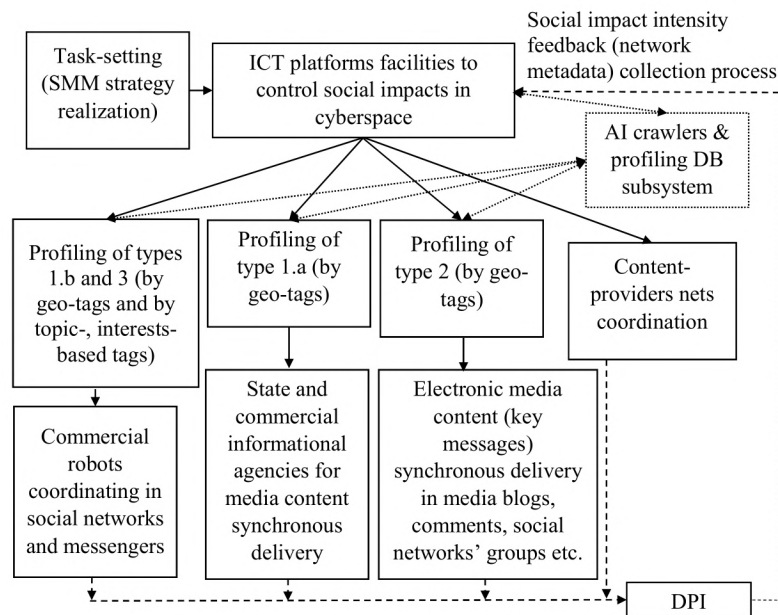 Task-setting
(SMM strategy
realization)
ICT platforms facilities to
control social impacts in
cyberspace
Social impact intensity
feedback (network
metadata) collection process
AI crawlers &
profiling DB
subsystem
Profiling of types
1.b and 3 (by
geo-tags and by
topic-, interests-
based tags)
Profiling of
type 1.a (by
geo-tags)
Profiling of
type 2 (by geo-
tags)
Content-
providers nets
coordination
Commercial
robots
coordinating in
social networks
and messengers
State and
commercial
informational
agencies for
media content
synchronous
delivery
Electronic media
content (key
messages)
synchronous delivery
in media blogs,
comments, social
networks’ groups etc.
DPI